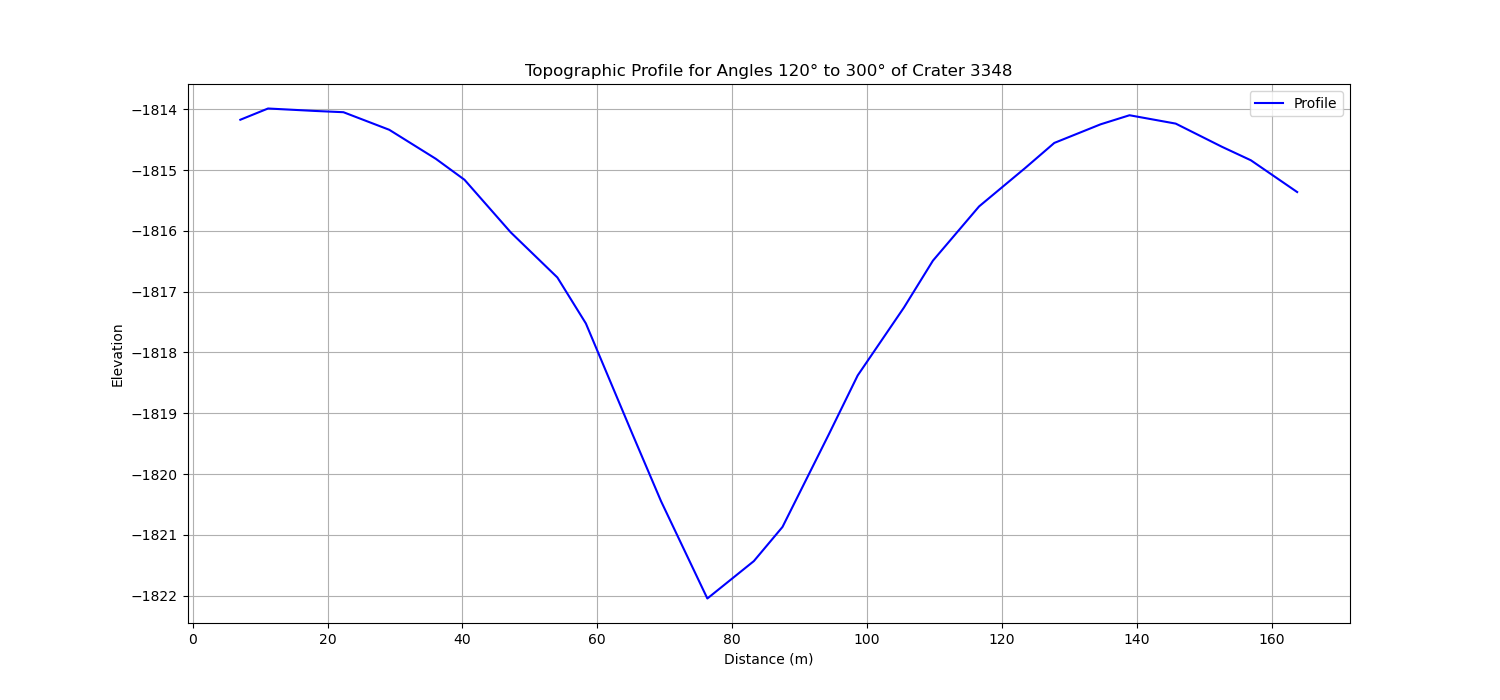 Topographic Profile for Angles 120° to 300° of Crater 3348
Profile
−1814
−1815
−1816
−1817
−1818
−1819
−1820
−1821
−1822
Elevation
0 20 40 60 80 100 120 140 160
Distance (m)